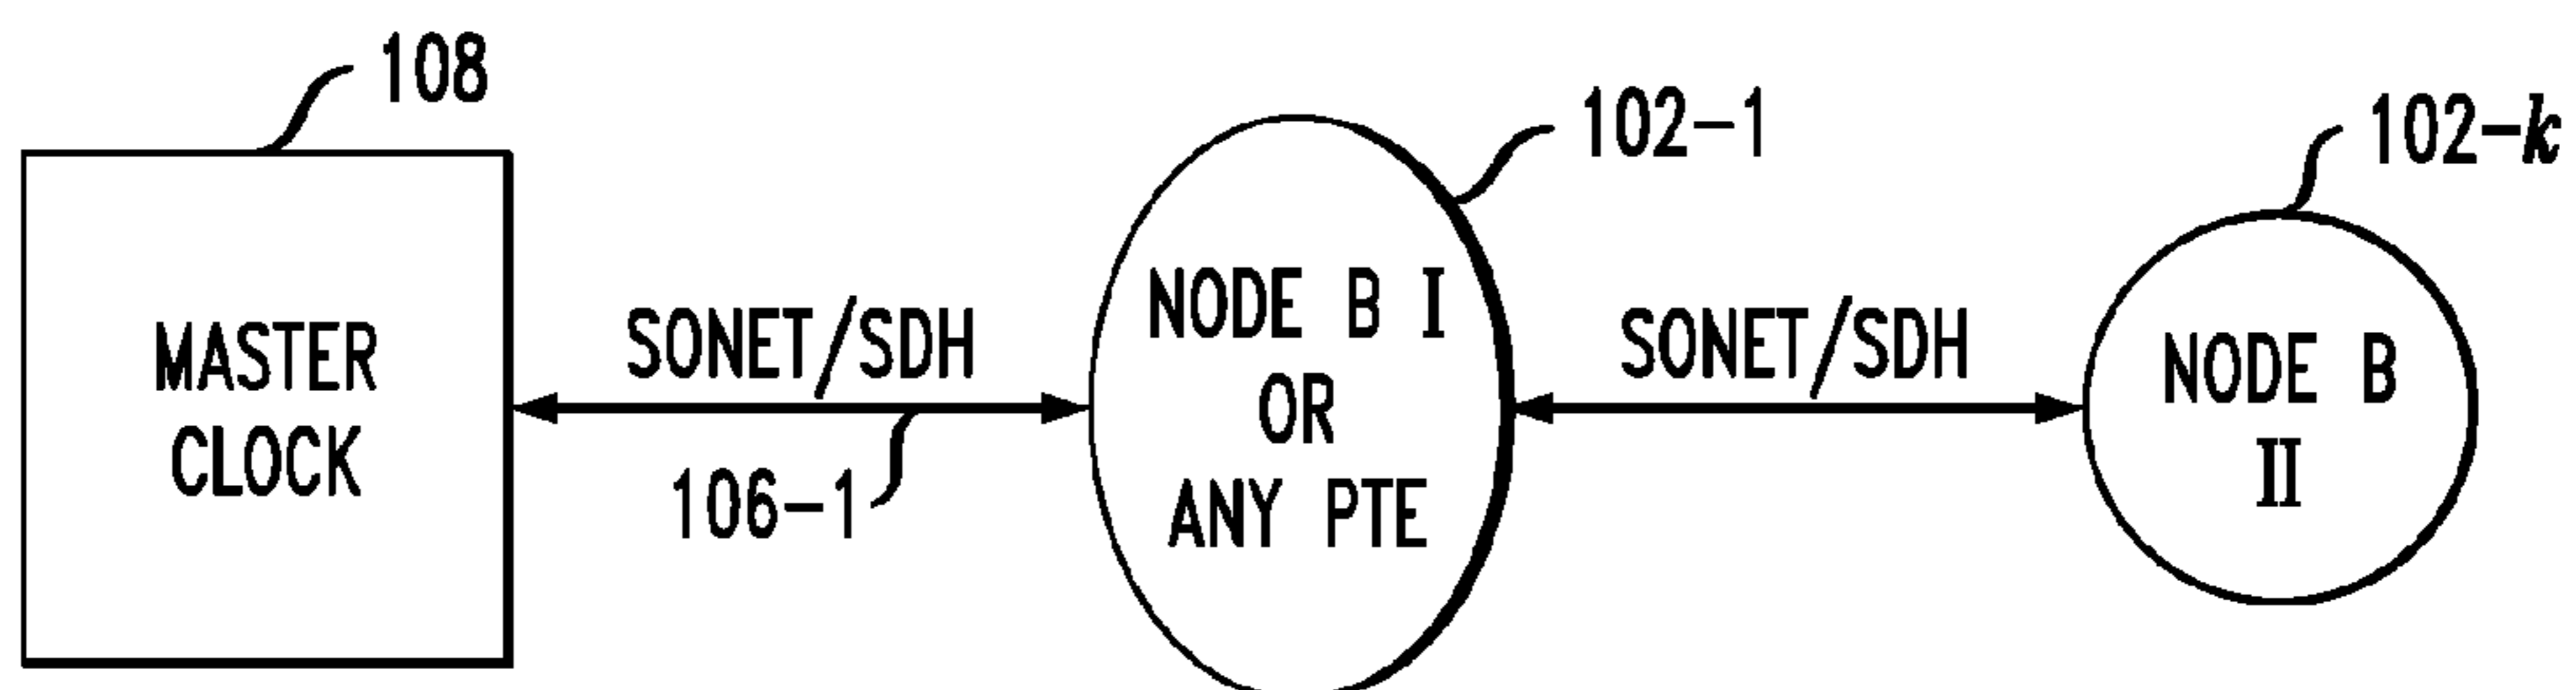 108
102-1
102-k
MASTER
CLOCK
SONET/SDH
106-1
NODE B I
OR
ANY PTE
SONET/SDH
NODE B
II